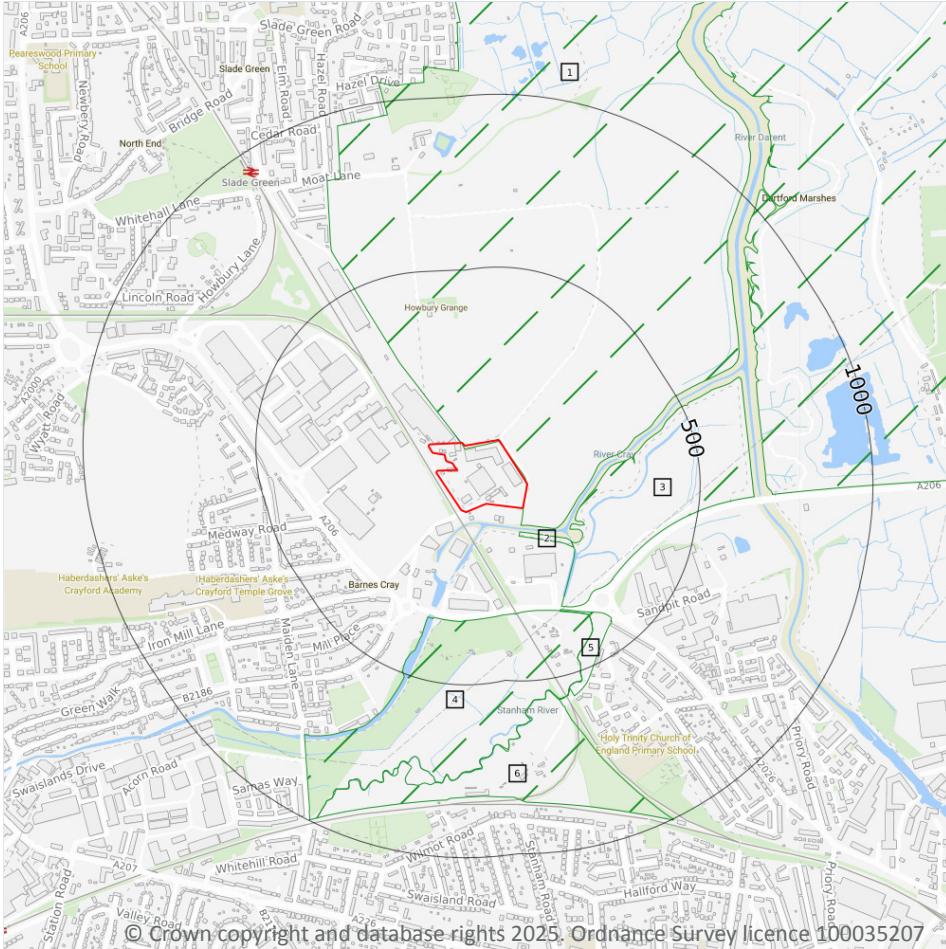 A206
Slade Green Road
Peareswood Primary
School
Slade Green
Elm Road
Hazel Road
Hazel Drive
1
Newbery Road
Bridge Road
Cedar Road
North End
River Darent
Slade Green
Moat Lane
Dartford Marshes
Whitehall Lane
Howbury Lane
Lincoln Road
Howbury Grange
A2000
Wyatt Road
1000
500
River Cray
3
A206
A206
Medway Road
2
Haberdashers' Aske's
Crayford Academy
Haberdashers' Aske's
Crayford Temple Grove
Barnes Cray
Sandpit Road
Iron Mill Lane
Maiden Lane
Mill Place
5
Green Walk
B2186
4
Stanham River
Holy Trinity Church of
England Primary School
Priory Road
A2026
Swaislands Drive
Acorn Road
Samas Way
6
Wilmot Road
A207
Whitehill Road
Stanham Road
Station Road
Swaisland Road
Hallford Way
Priory Road
Valley Road
A226
© Crown copyright and database rights 2025. Ordnance Survey licence 100035207